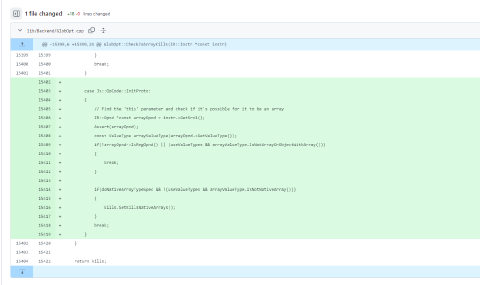 1 file changed +18 -0 lines changed
lib/Backend/GlobOpt.cpp
@@ -15399,6 +15399,24 @@ GlobOpt::CheckJsArrayKills(IR::Instr *const instr)
15399 15399 }
15400 15400 break;
15401 15401 }
15402 +
15403 + case Js::OpCode::InitProto:
15404 + {
15405 + // Find the 'this' parameter and check if it's possible for it to be an array
15406 + IR::Opnd *const arrayOpnd = instr->GetSrc1();
15407 + Assert(arrayOpnd);
15408 + const ValueType arrayValueType(arrayOpnd->GetValueType());
15409 + if(!arrayOpnd->IsRegOpnd() || (useValueTypes && arrayValueType.IsNotArrayOrObjectWithArray()))
15410 + {
15411 + break;
15412 + }
15413 +
15414 + if(doNativeArrayTypeSpec && !(useValueTypes && arrayValueType.IsNotNativeArray()))
15415 + {
15416 + kills.SetKillsNativeArrays();
15417 + }
15418 + break;
15419 + }
15402 15420 }
15403 15421
15404 15422 return kills;